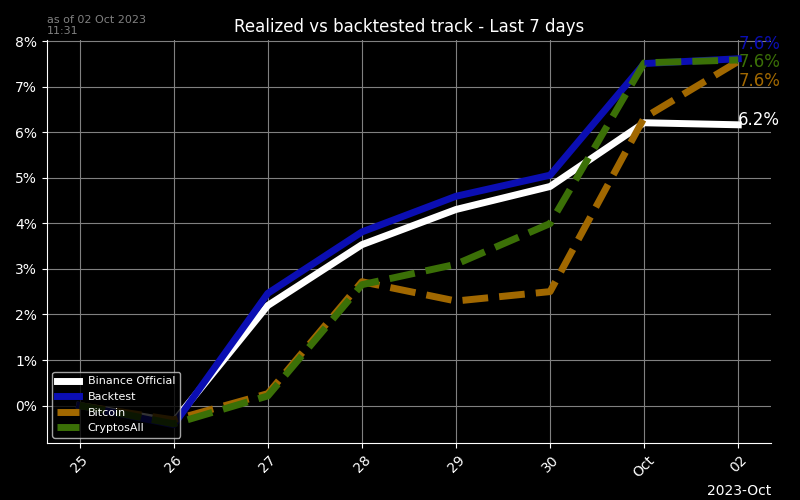 as of 02 Oct 2023
11:31
Realized vs backtested track - Last 7 days
8%
7%
6%
5%
4%
3%
2%
1%
0%
7.6%
7.6%
7.6%
6.2%
Binance Official
Backtest
Bitcoin
CryptosAll
25
26
27
28
29
30
Oct
02
2023-Oct